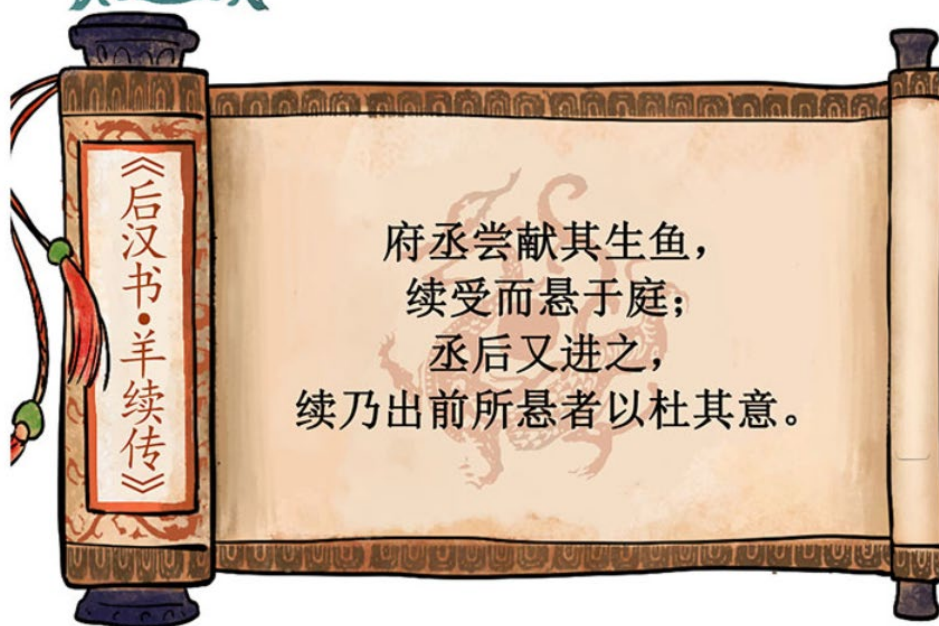 《后汉书·羊续传》
府丞尝献其生鱼，
续受而悬于庭；
丞后又进之，
续乃出前所悬者以杜其意。